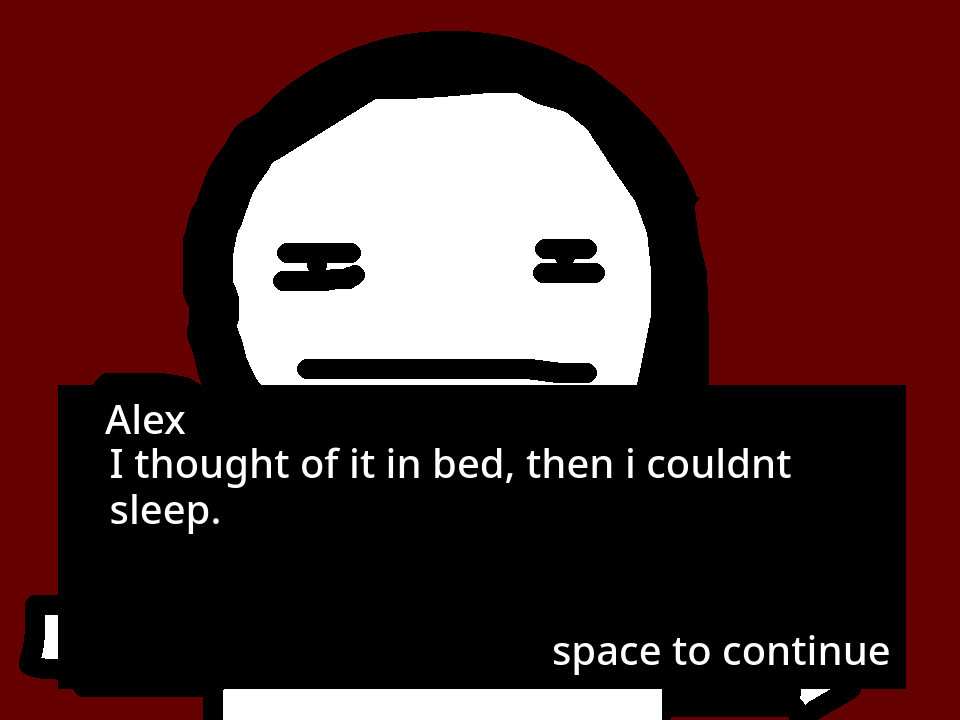 Alex
I thought of it in bed, then i couldnt
sleep.
space to continue